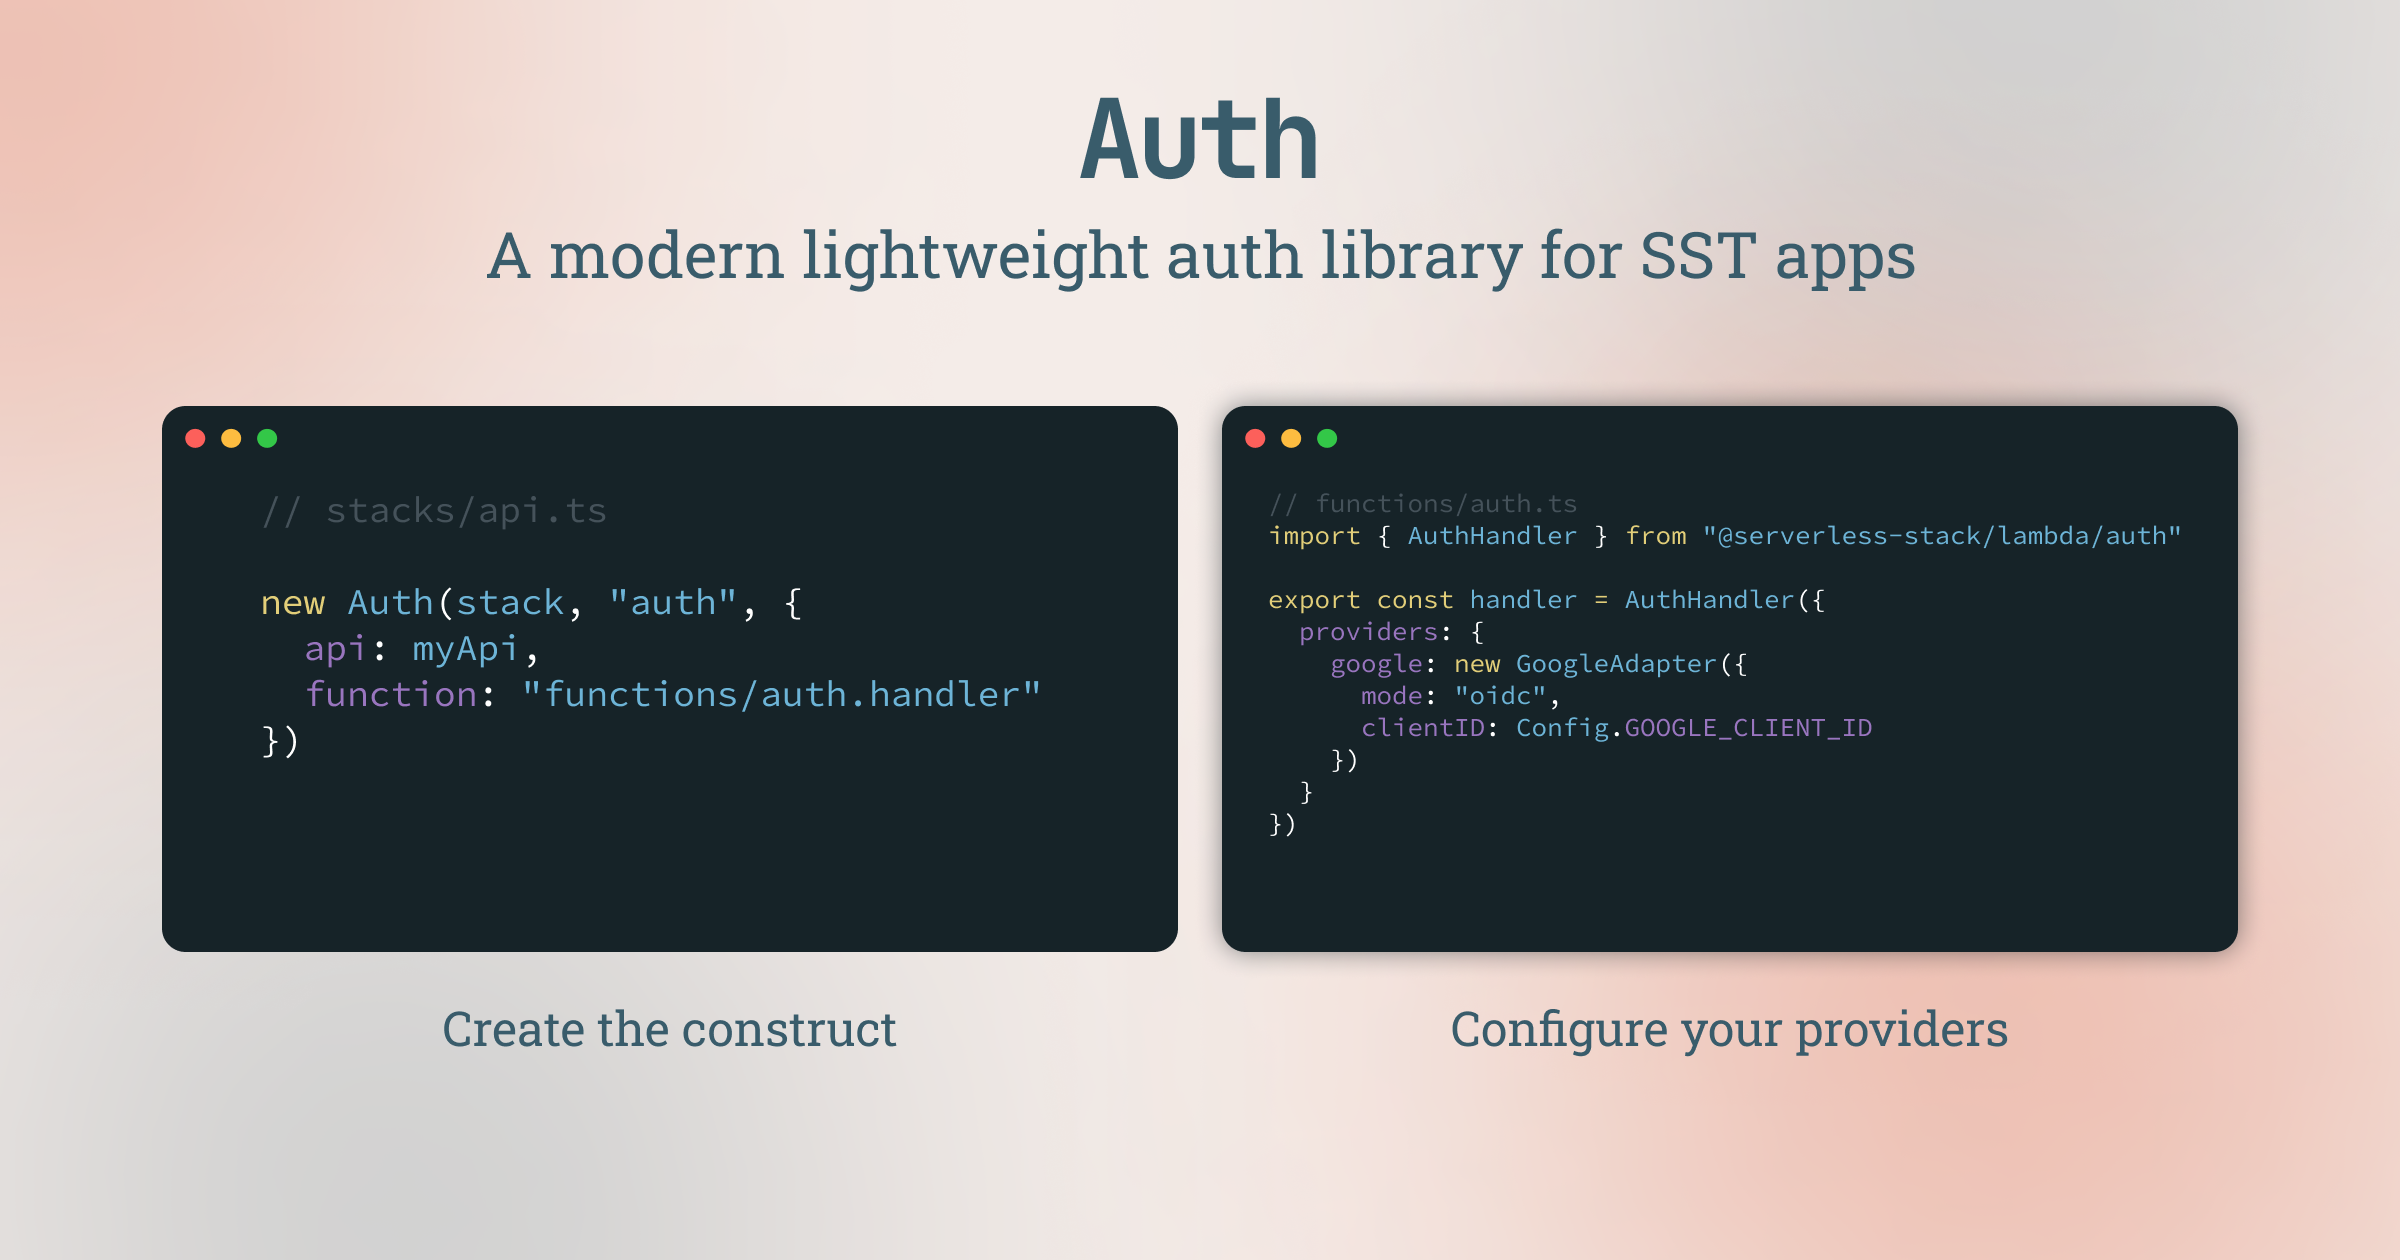 Auth
A modern lightweight auth library for SST apps
// stacks/api.ts
new Auth(stack, "auth", {
  api: myApi,
  function: "functions/auth.handler"
})
Create the construct
// functions/auth.ts
import { AuthHandler } from "@serverless-stack/lambda/auth"
export const handler = AuthHandler({
  providers: {
    google: new GoogleAdapter({
      mode: "oidc",
      clientID: Config.GOOGLE_CLIENT_ID
    })
  }
})
Configure your providers